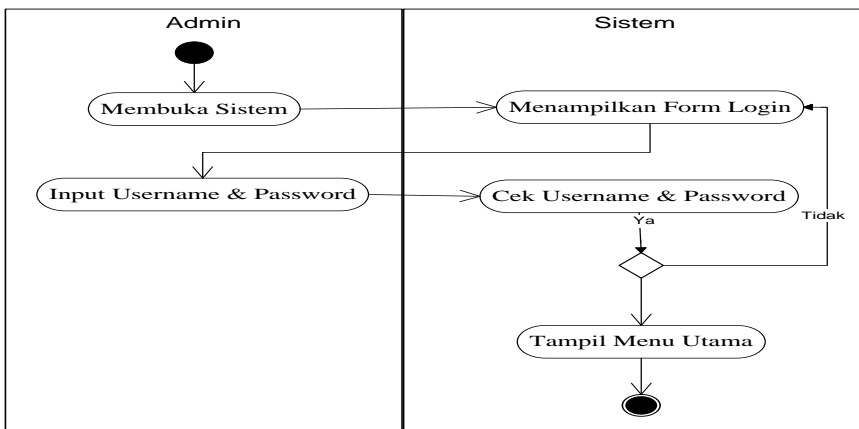 Admin
Sistem
Membuka Sistem
Menampilkan Form Login
Input Username & Password
Cek Username & Password
Ya
Tidak
Tampil Menu Utama